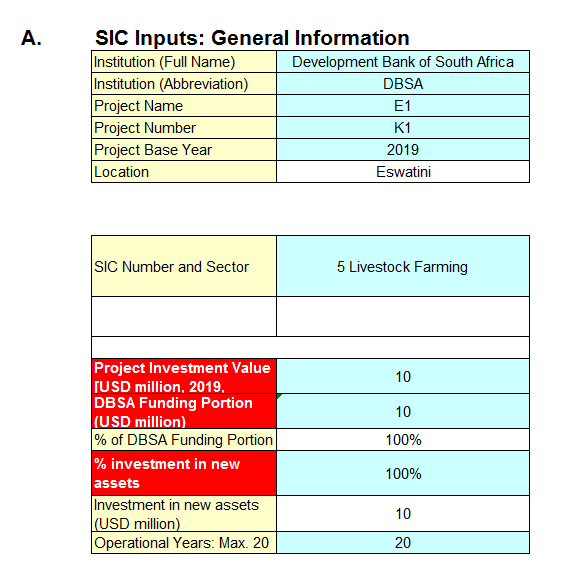 A. SIC Inputs: General Information
Institution (Full Name) Development Bank of South Africa
Institution (Abbreviation) DBSA
Project Name E1
Project Number K1
Project Base Year 2019
Location Eswatini
SIC Number and Sector 5 Livestock Farming
Project Investment Value
[USD million, 2019,
10
DBSA Funding Portion
(USD million)
10
% of DBSA Funding Portion 100%
% investment in new
assets
100%
Investment in new assets
(USD million)
10
Operational Years: Max. 20 20